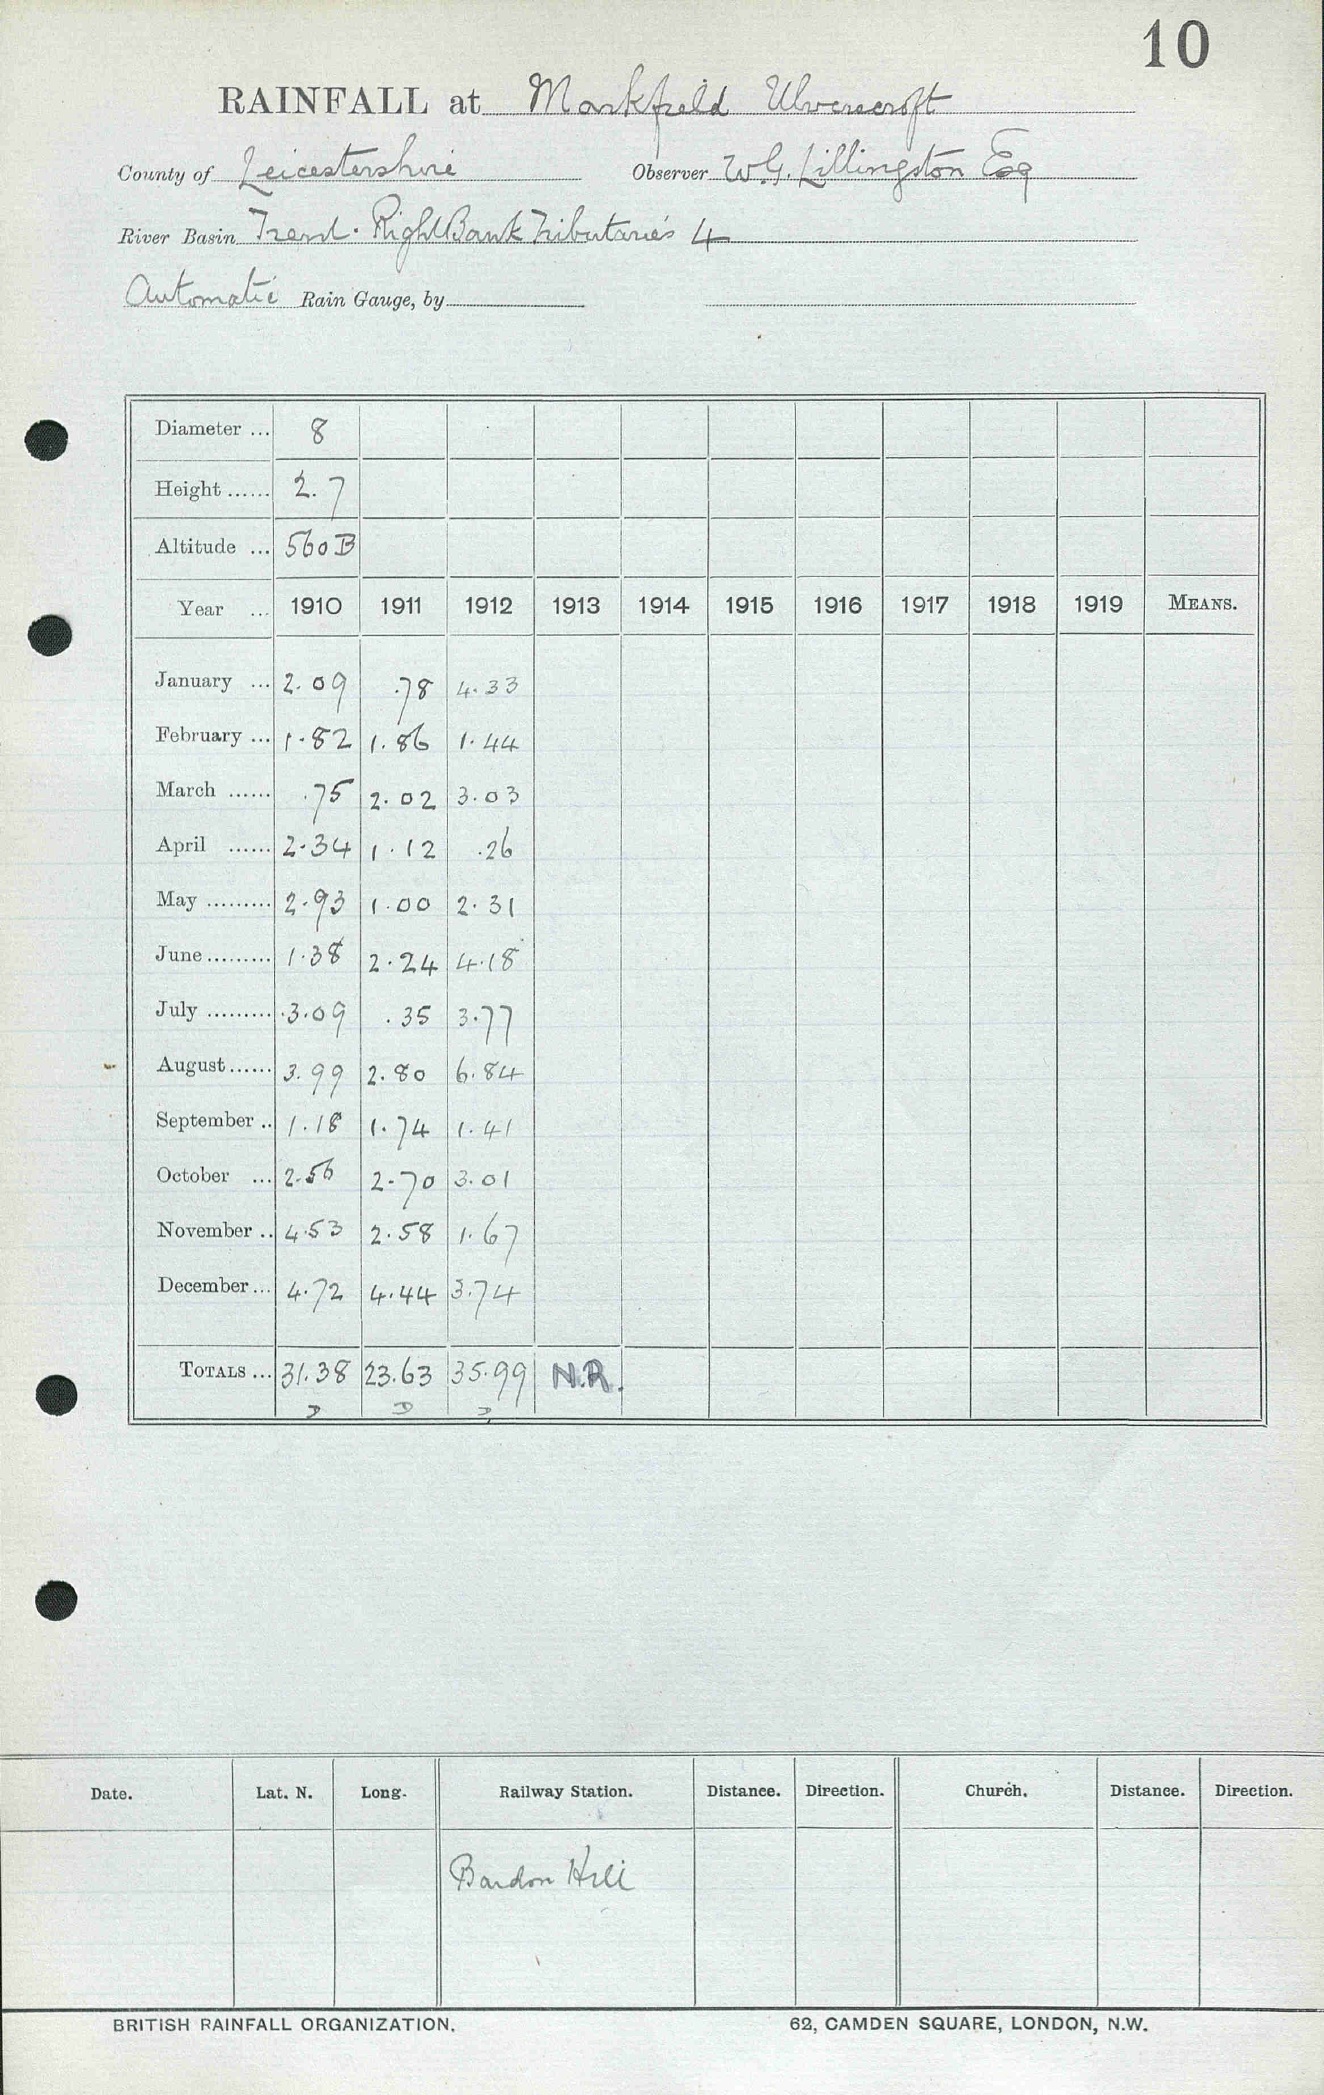 10
RAINFALL at Markfield Ulverscroft
County of Leicestershire Observer W.G. Lillingston Esq
River Basin Trent. Right Bank Tributaries 4
Automatic Rain Gauge, by
Diameter ... 8
Height ...... 2.7
Altitude ... 560 B
Year ... 1910 1911 1912 1913 1914 1915 1916 1917 1918 1919 MEANS.
January ... 2.09 .78 4.33
February ... 1.82 1.86 1.44
March ...... .75 2.02 3.03
April ...... 2.34 1.12 .26
May ......... 2.93 1.00 2.31
June ......... 1.38 2.24 4.18
July ......... 3.09 .35 3.77
August ...... 3.99 2.80 6.84
September .. 1.18 1.74 1.41
October ... 2.56 2.70 3.01
November .. 4.53 2.58 1.67
December ... 4.72 4.44 3.74
TOTALS ... 31.38 23.63 35.99 N.R.
D D D
Date. Lat. N. Long. Railway Station. Distance. Direction. Church. Distance. Direction.
Bardon Hill
BRITISH RAINFALL ORGANIZATION. 62, CAMDEN SQUARE, LONDON, N.W.